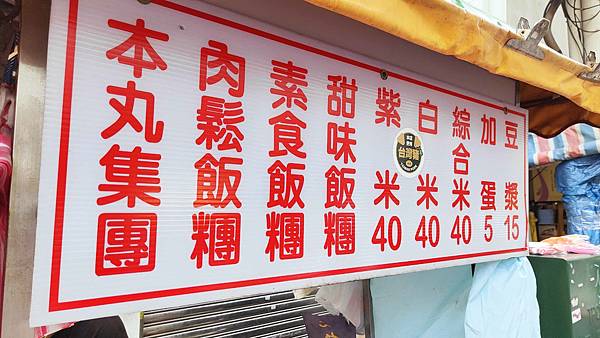 本丸集團
肉鬆飯糰
素食飯糰
甜味飯糰
紫米40
白米40
綜合米40
加蛋5
豆漿15
台灣豬